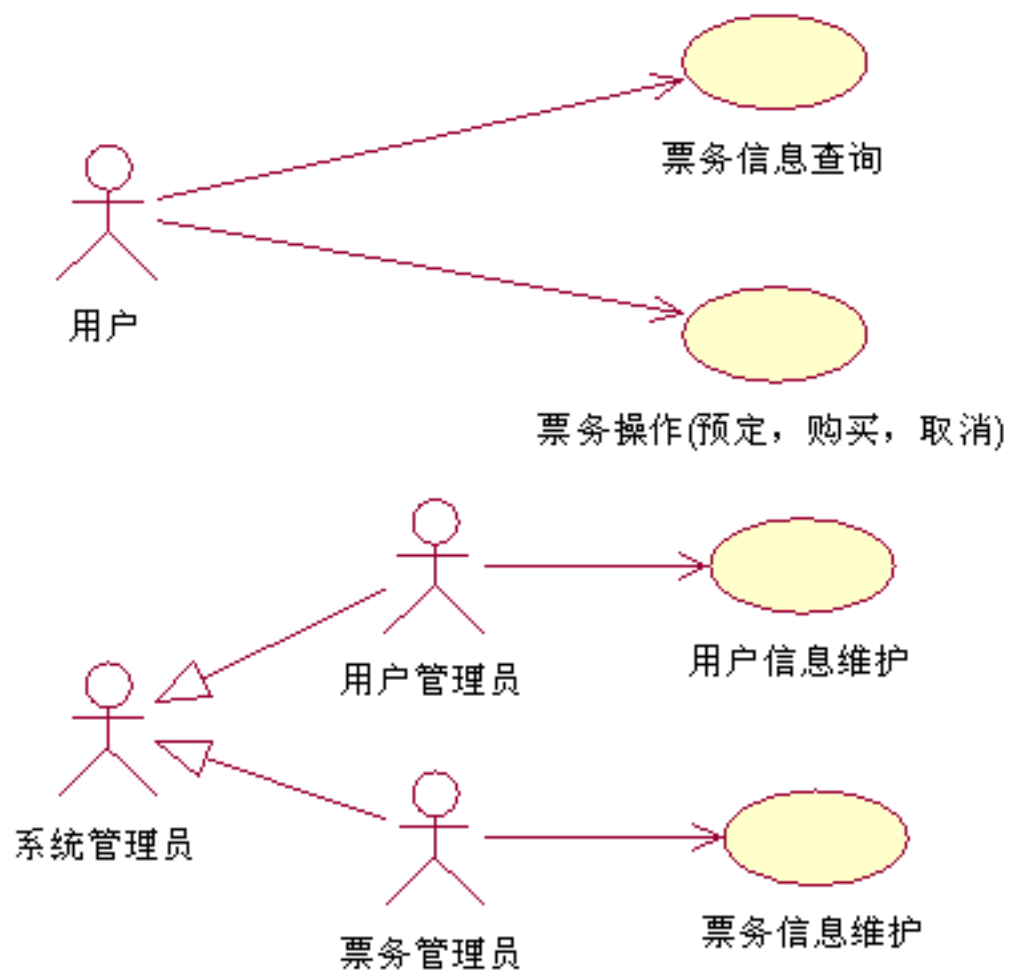 票务信息查询
用户
票务操作(预定，购买，取消)
用户管理员
用户信息维护
系统管理员
票务管理员
票务信息维护